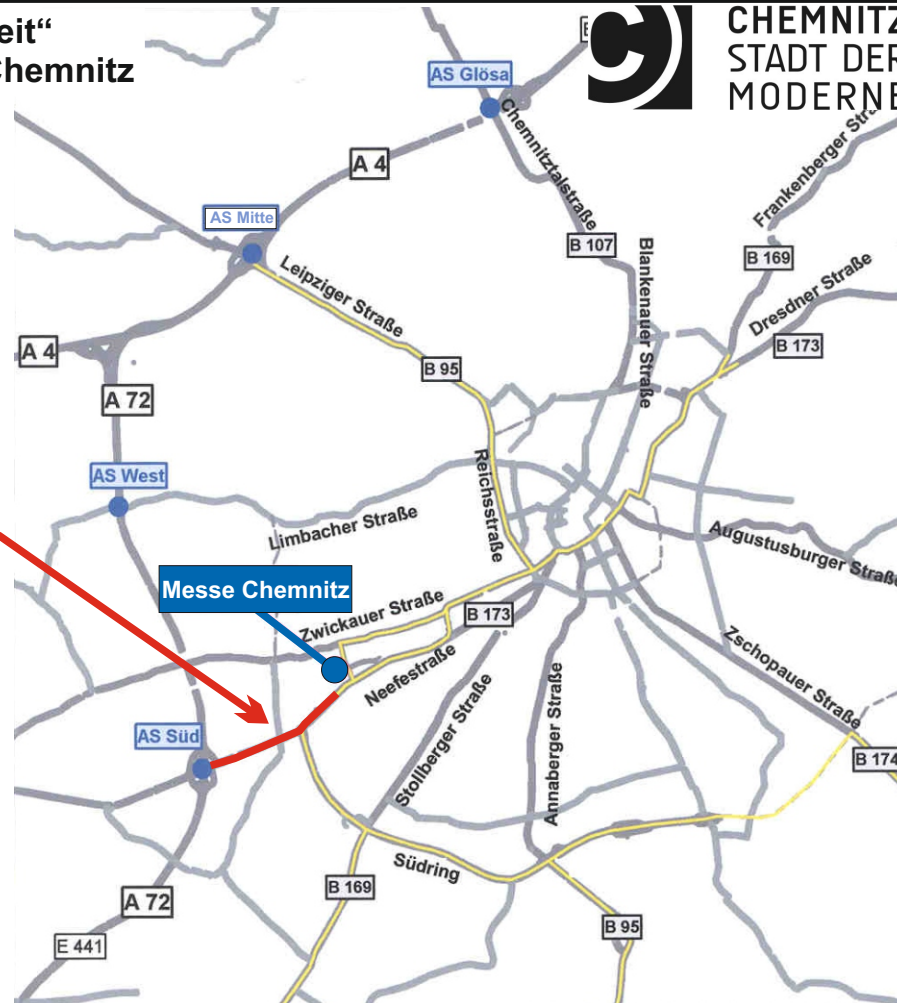 eit“
Chemnitz
CHEMNITZ
STADT DER
MODERNE
AS Glösa
Chemnitztalstraße
A 4
AS Mitte
Leipziger Straße
B 107
Blankenauer Straße
Frankenberger Stra
B 169
Dresdner Straße
B 173
A 4
B 95
A 72
AS West
Reichsstraße
Limbacher Straße
Augustusburger Straße
Messe Chemnitz
Zwickauer Straße
B 173
Neefestraße
Zschopauer Straße
AS Süd
Stollberger Straße
Annaberger Straße
B 174
Südring
B 169
A 72
B 95
E 441